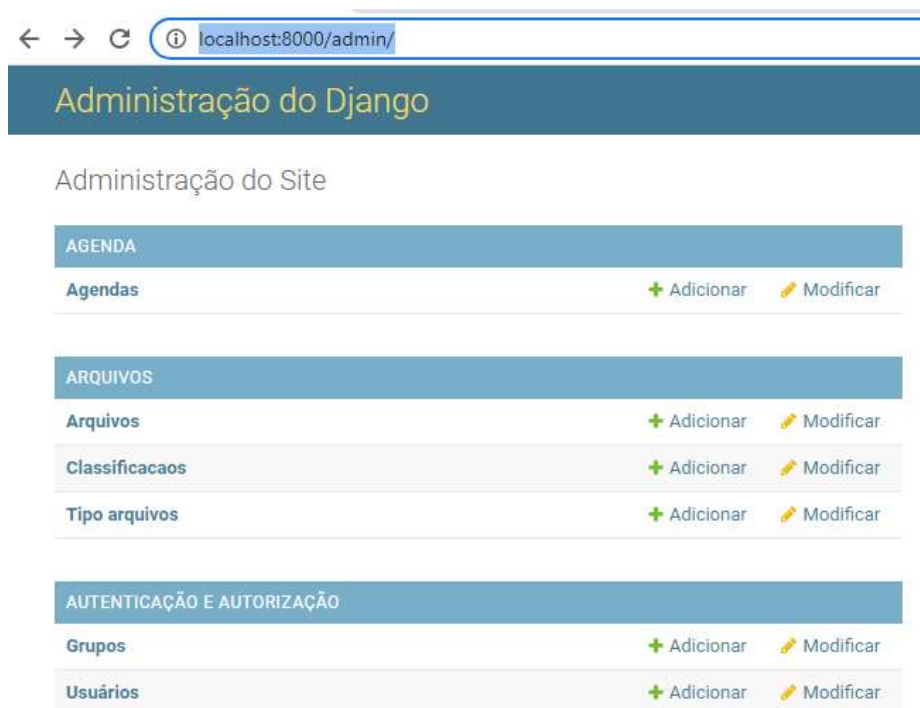 localhost:8000/admin/
Administração do Django
Administração do Site
AGENDA
Agendas Adicionar Modificar
ARQUIVOS
Arquivos Adicionar Modificar
Classificacaos Adicionar Modificar
Tipo arquivos Adicionar Modificar
AUTENTICAÇÃO E AUTORIZAÇÃO
Grupos Adicionar Modificar
Usuários Adicionar Modificar